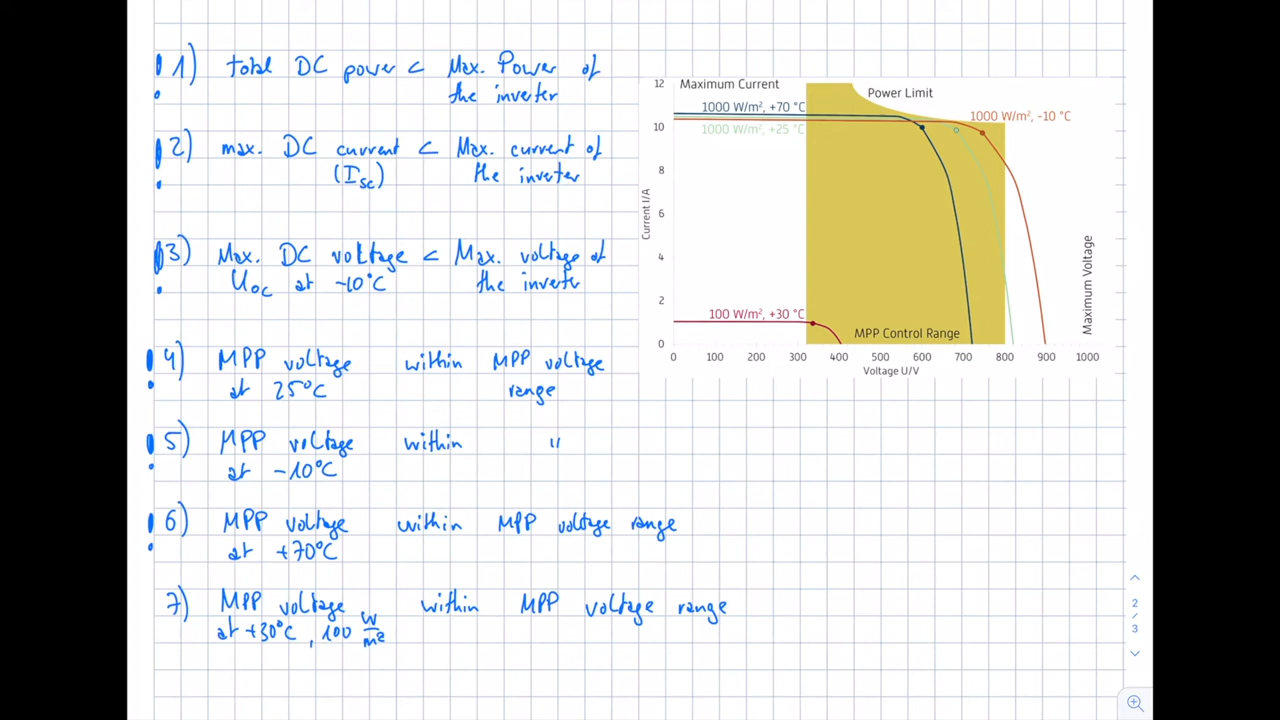 ! 1) total DC power < Max. Power of
the inverter
! 2) max. DC current < Max. current of
(Isc) the inverter
! 3) Max. DC voltage < Max. voltage of
Uoc at -10°C the inverter
! 4) MPP voltage within MPP voltage
at 25°C range
! 5) MPP voltage within "
at -10°C
! 6) MPP voltage within MPP voltage range
at +70°C
7) MPP voltage within MPP voltage range
at +30°C, 100 W/m²
Maximum Current
Power Limit
1000 W/m², +70 °C
1000 W/m², -10 °C
1000 W/m², +25 °C
100 W/m², +30 °C
MPP Control Range
Maximum Voltage
Current I/A
12
10
8
6
4
2
0
0 100 200 300 400 500 600 700 800 900 1000
Voltage U/V
2
/
3